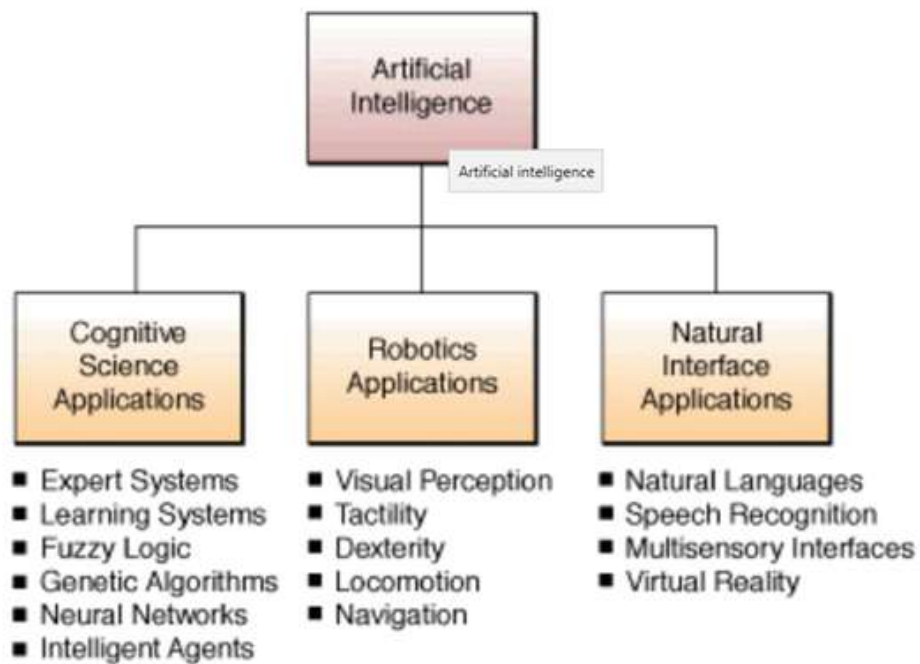 Artificial
Intelligence
Artificial intelligence
Cognitive
Science
Applications
Robotics
Applications
Natural
Interface
Applications
■ Expert Systems
■ Learning Systems
■ Fuzzy Logic
■ Genetic Algorithms
■ Neural Networks
■ Intelligent Agents
■ Visual Perception
■ Tactility
■ Dexterity
■ Locomotion
■ Navigation
■ Natural Languages
■ Speech Recognition
■ Multisensory Interfaces
■ Virtual Reality